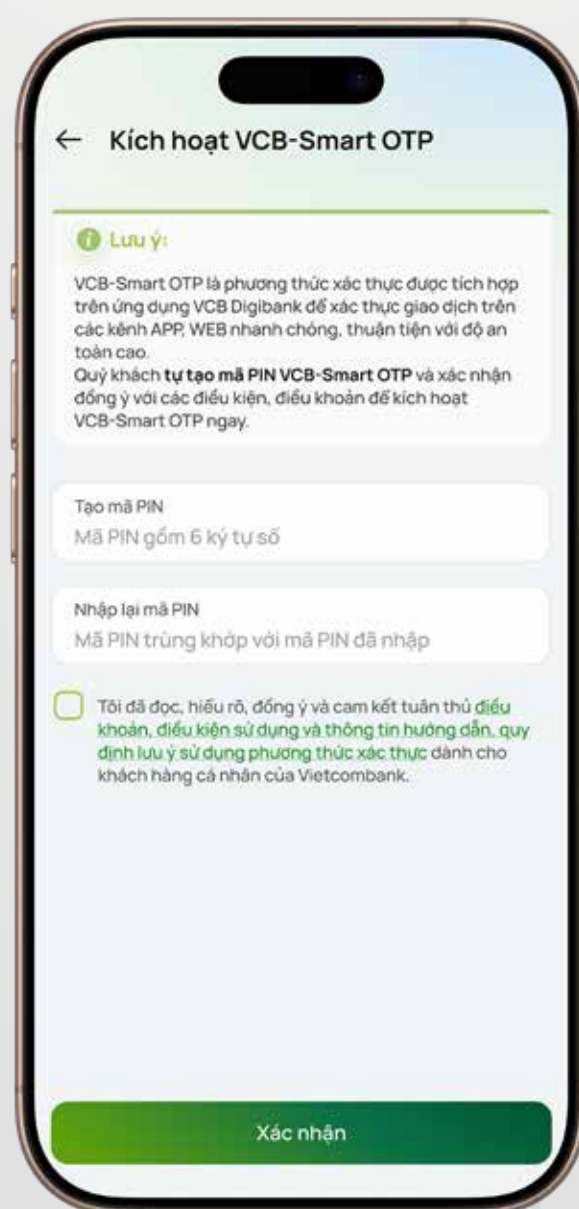 Kích hoạt VCB-Smart OTP
Lưu ý:
VCB-Smart OTP là phương thức xác thực được tích hợp
trên ứng dụng VCB Digibank để xác thực giao dịch trên
các kênh APP, WEB nhanh chóng, thuận tiện với độ an
toàn cao.
Quý khách tự tạo mã PIN VCB-Smart OTP và xác nhận
đồng ý với các điều kiện, điều khoản để kích hoạt
VCB-Smart OTP ngay.
Tạo mã PIN
Mã PIN gồm 6 ký tự số
Nhập lại mã PIN
Mã PIN trùng khớp với mã PIN đã nhập
Tôi đã đọc, hiểu rõ, đồng ý và cam kết tuân thủ điều
khoản, điều kiện sử dụng và thông tin hướng dẫn, quy
định lưu ý sử dụng phương thức xác thực dành cho
khách hàng cá nhân của Vietcombank.
Xác nhận